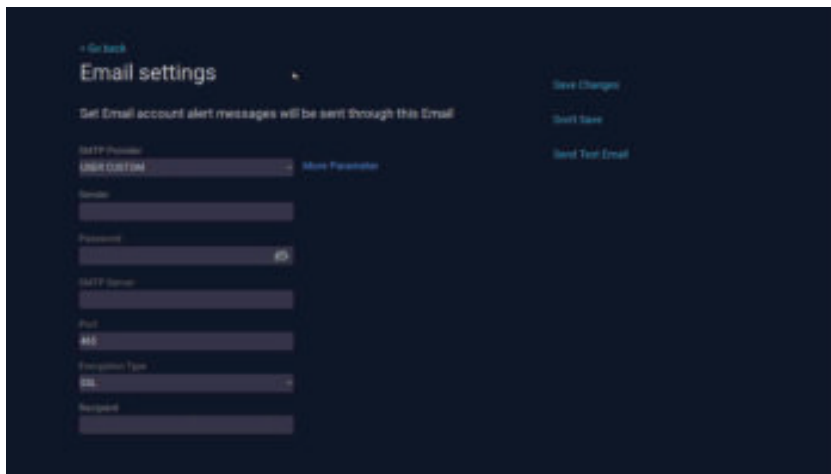 < Go back
Email settings
Set Email account alert messages will be sent through this Email
SMTP Provider
USER CUSTOM
More Parameter
Sender
Password
SMTP Server
Port
465
Encryption Type
SSL
Recipient
Save Changes
Don't Save
Send Test Email